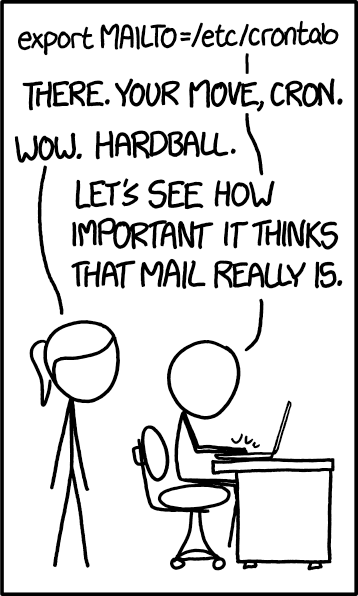 export MAILTO=/etc/crontab
THERE. YOUR MOVE, CRON.
WOW. HARDBALL.
LET'S SEE HOW
IMPORTANT IT THINKS
THAT MAIL REALLY IS.